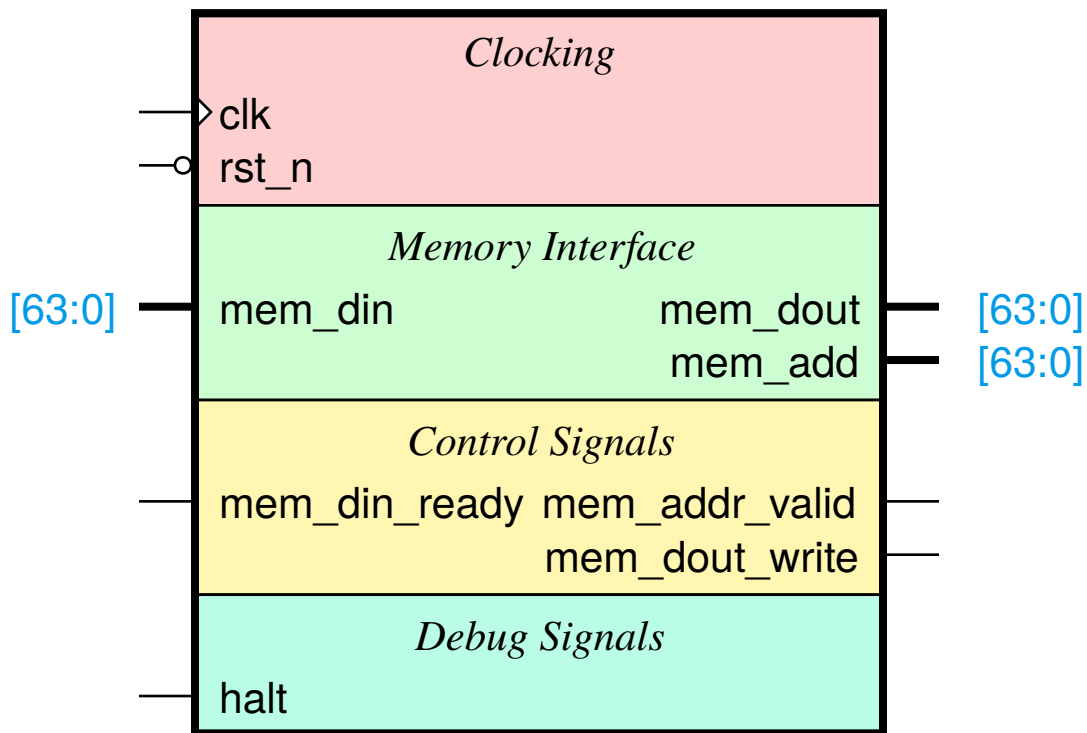 Clocking
clk
rst_n
Memory Interface
[63:0] mem_din mem_dout [63:0]
mem_add [63:0]
Control Signals
mem_din_ready mem_addr_valid
mem_dout_write
Debug Signals
halt